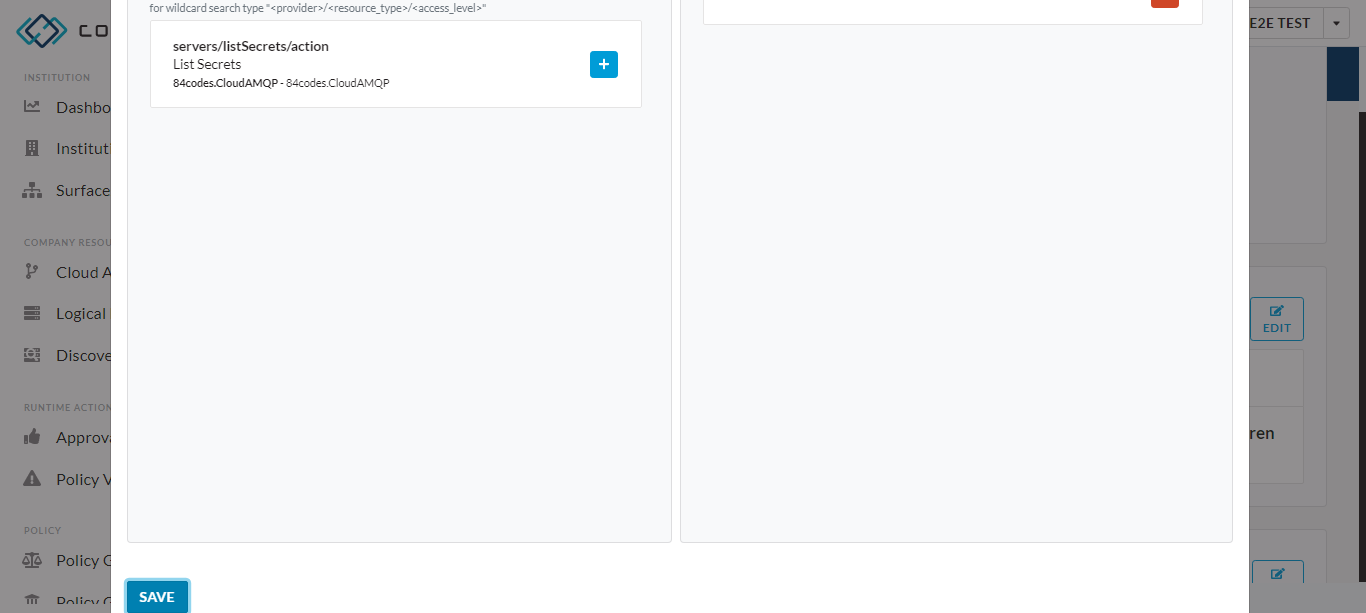 for wildcard search type "<provider>/<resource_type>/<access_level>"
servers/listSecrets/action
List Secrets
84codes.CloudAMQP - 84codes.CloudAMQP
+
SAVE
CO
INSTITUTION
Dashbo
Instituti
Surface
COMPANY RESOU
Cloud A
Logical
Discove
RUNTIME ACTION
Approva
Policy V
POLICY
Policy G
Policy G
E2E TEST
EDIT
ren